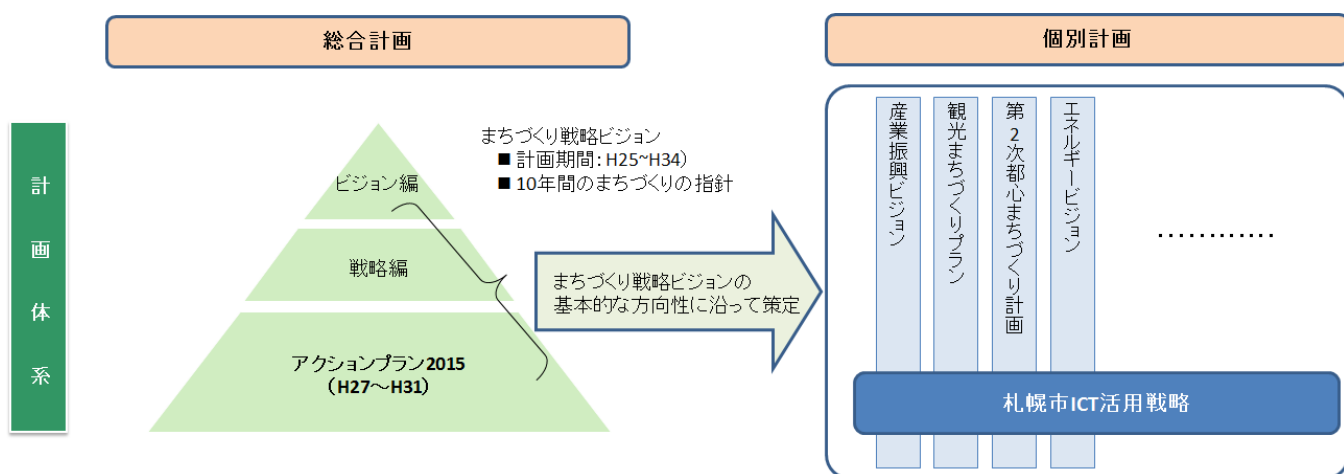 総合計画
個別計画
計画体系
まちづくり戦略ビジョン
■ 計画期間：H25~H34）
■ 10年間のまちづくりの指針
ビジョン編
戦略編
アクションプラン2015
（H27～H31）
まちづくり戦略ビジョンの
基本的な方向性に沿って策定
産業振興ビジョン
観光まちづくりプラン
第2次都心まちづくり計画
エネルギービジョン
…………
札幌市ICT活用戦略